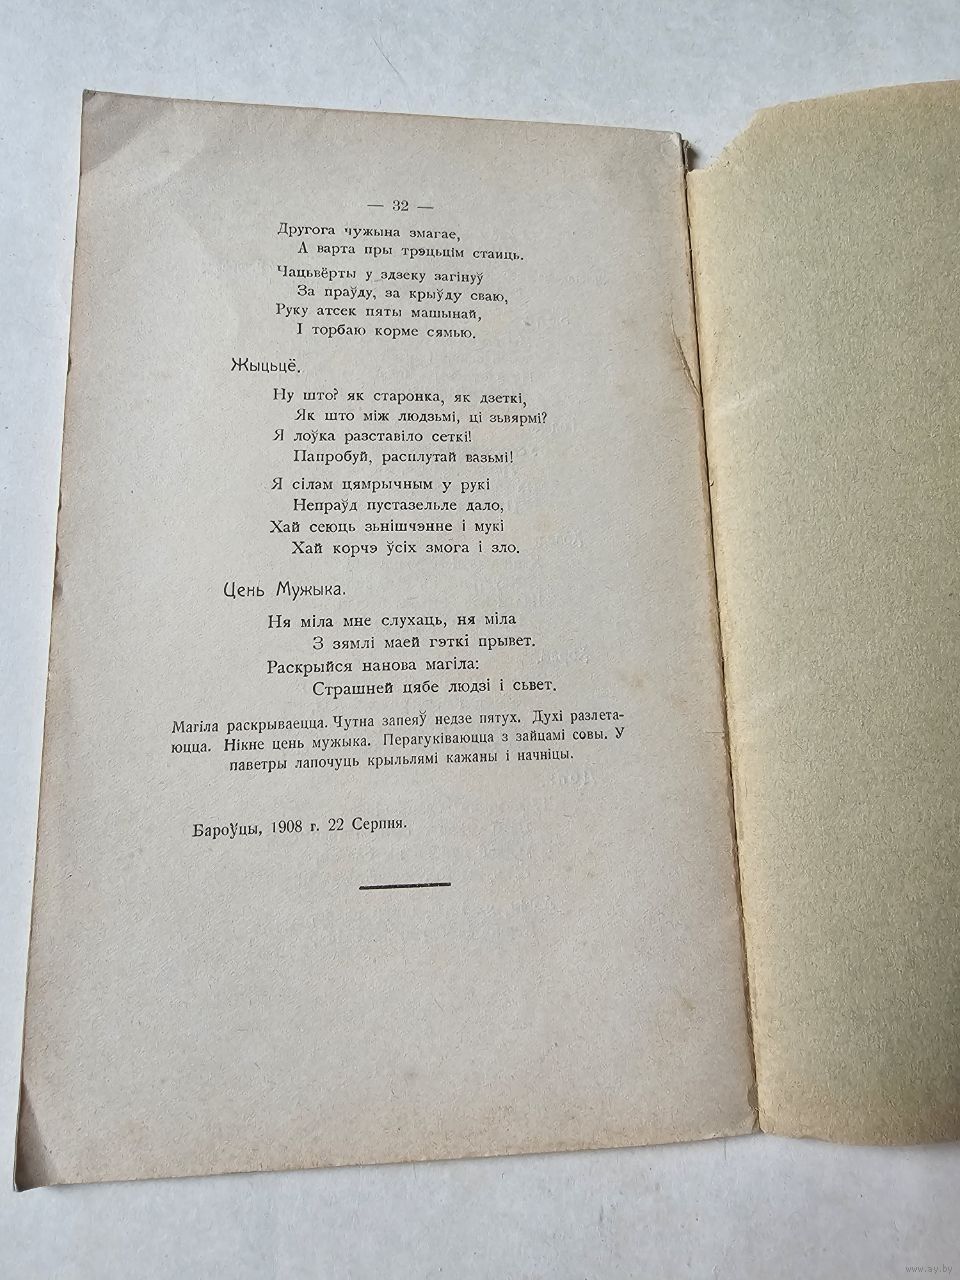 — 32 —
Другога чужына змагае,
А варта пры трэцьцім стаиць.
Чацьвёрты у здзеку загінуў
За праўду, за крыўду сваю,
Руку атсек пяты машынай,
І торбаю корме сямью.
Жыцьцё.
Ну што? як старонка, як дзеткі,
Як што між людзьмі, ці зьвярмі?
Я лоўка разставіло сеткі!
Папробуй, расплутай вазьмі!
Я сілам цямрычным у рукі
Непраўд пустазельле дало,
Хай сеюць зьнішчэнне і мукі
Хай корчэ ўсіх змога і зло.
Цень Мужыка.
Ня міла мне слухаць, ня міла
З зямлі маей гэткі прывет.
Раскрыйся нанова магіла:
Страшней цябе людзі і сьвет.
Магіла раскрываецца. Чутна запеяў недзе пятух. Духі разлета-
юцца. Нікне цень мужыка. Перагуківаюцца з зайцамі совы. У
паветры лапочуць крыльлямі кажаны і начніцы.
Бароўцы, 1908 г. 22 Серпня.
www.ay.by